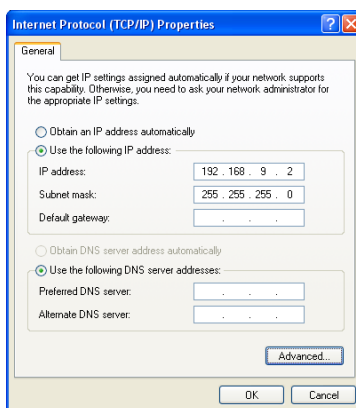 Internet Protocol (TCP/IP) Properties
General
You can get IP settings assigned automatically if your network supports
this capability. Otherwise, you need to ask your network administrator for
the appropriate IP settings.
Obtain an IP address automatically
Use the following IP address:
IP address: 192 . 168 . 9 . 2
Subnet mask: 255 . 255 . 255 . 0
Default gateway: . . .
Obtain DNS server address automatically
Use the following DNS server addresses:
Preferred DNS server: . . .
Alternate DNS server: . . .
Advanced...
OK Cancel